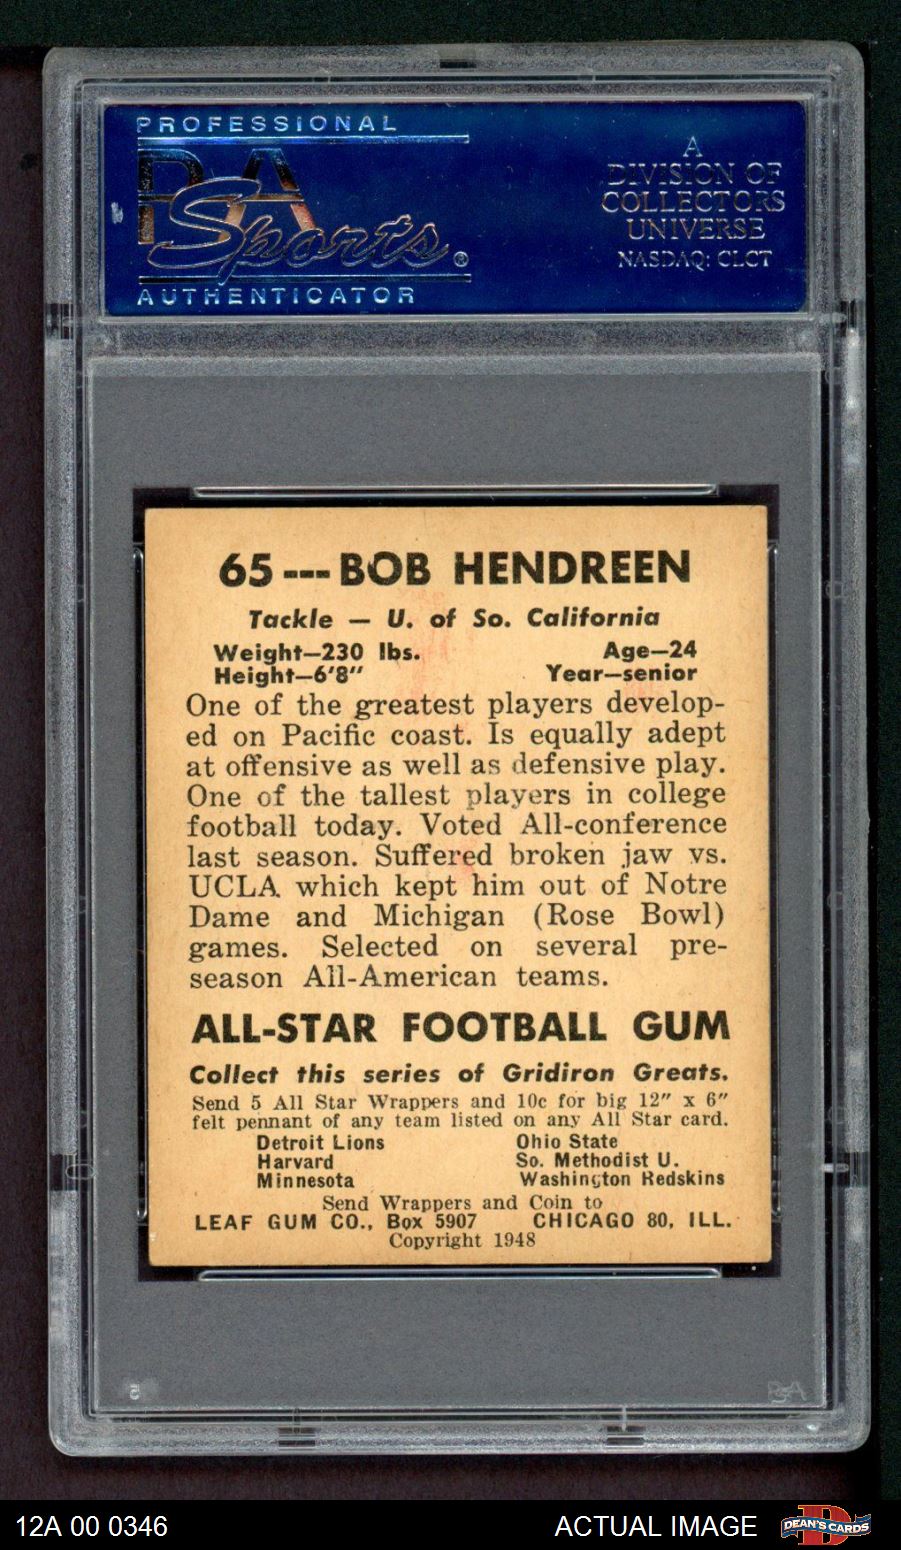 PROFESSIONAL
PSA
Sports®
AUTHENTICATOR
A
DIVISION OF
COLLECTORS
UNIVERSE
NASDAQ: CLCT
65---BOB HENDREEN
Tackle — U. of So. California
Weight—230 lbs. Age—24
Height—6'8" Year—senior
One of the greatest players develop-
ed on Pacific coast. Is equally adept
at offensive as well as defensive play.
One of the tallest players in college
football today. Voted All-conference
last season. Suffered broken jaw vs.
UCLA which kept him out of Notre
Dame and Michigan (Rose Bowl)
games. Selected on several pre-
season All-American teams.
ALL-STAR FOOTBALL GUM
Collect this series of Gridiron Greats.
Send 5 All Star Wrappers and 10c for big 12" x 6"
felt pennant of any team listed on any All Star card.
Detroit Lions Ohio State
Harvard So. Methodist U.
Minnesota Washington Redskins
Send Wrappers and Coin to
LEAF GUM CO., Box 5907 CHICAGO 80, ILL.
Copyright 1948
PSA
12A 00 0346 ACTUAL IMAGE D DEAN'S CARDS